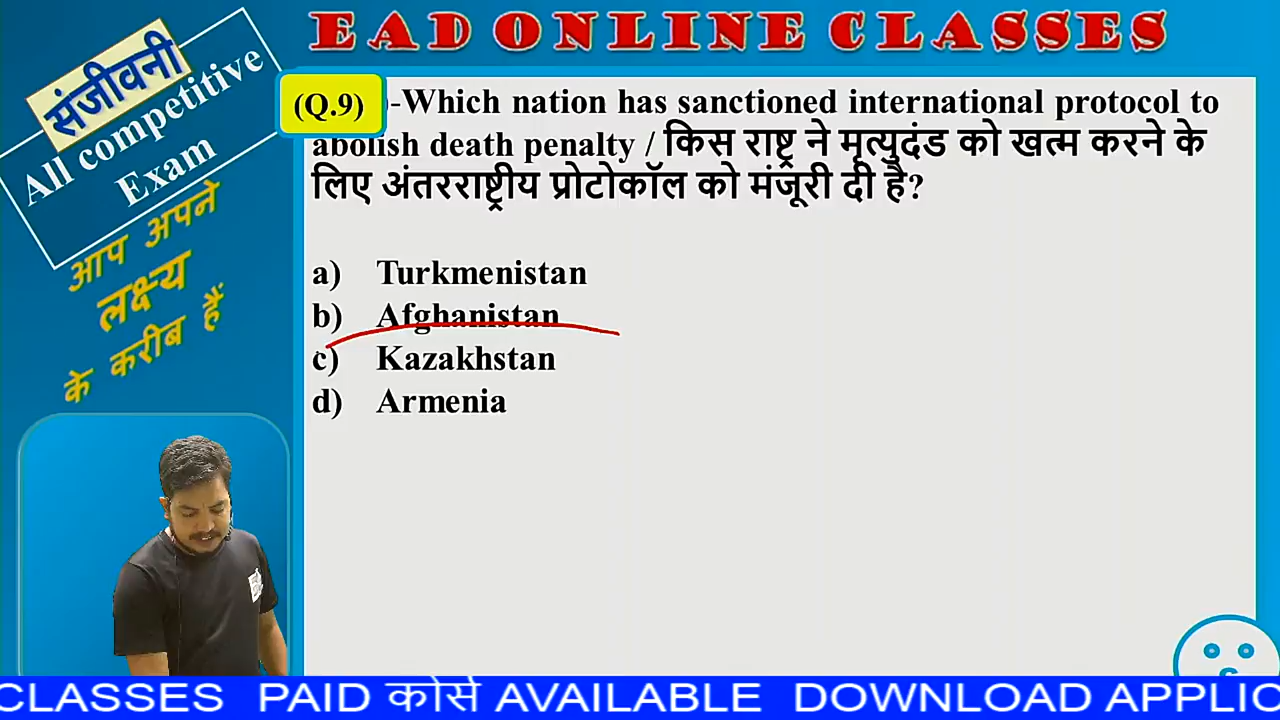 EAD ONLINE CLASSES
संजीवनी
All competitive
Exam
आप अपने
लक्ष्य
के करीब हैं
(Q.9) -Which nation has sanctioned international protocol to
abolish death penalty / किस राष्ट्र ने मृत्युदंड को खत्म करने के
लिए अंतरराष्ट्रीय प्रोटोकॉल को मंजूरी दी है?
a) Turkmenistan
b) Afghanistan
c) Kazakhstan
d) Armenia
CLASSES PAID कोर्स AVAILABLE DOWNLOAD APPLIC